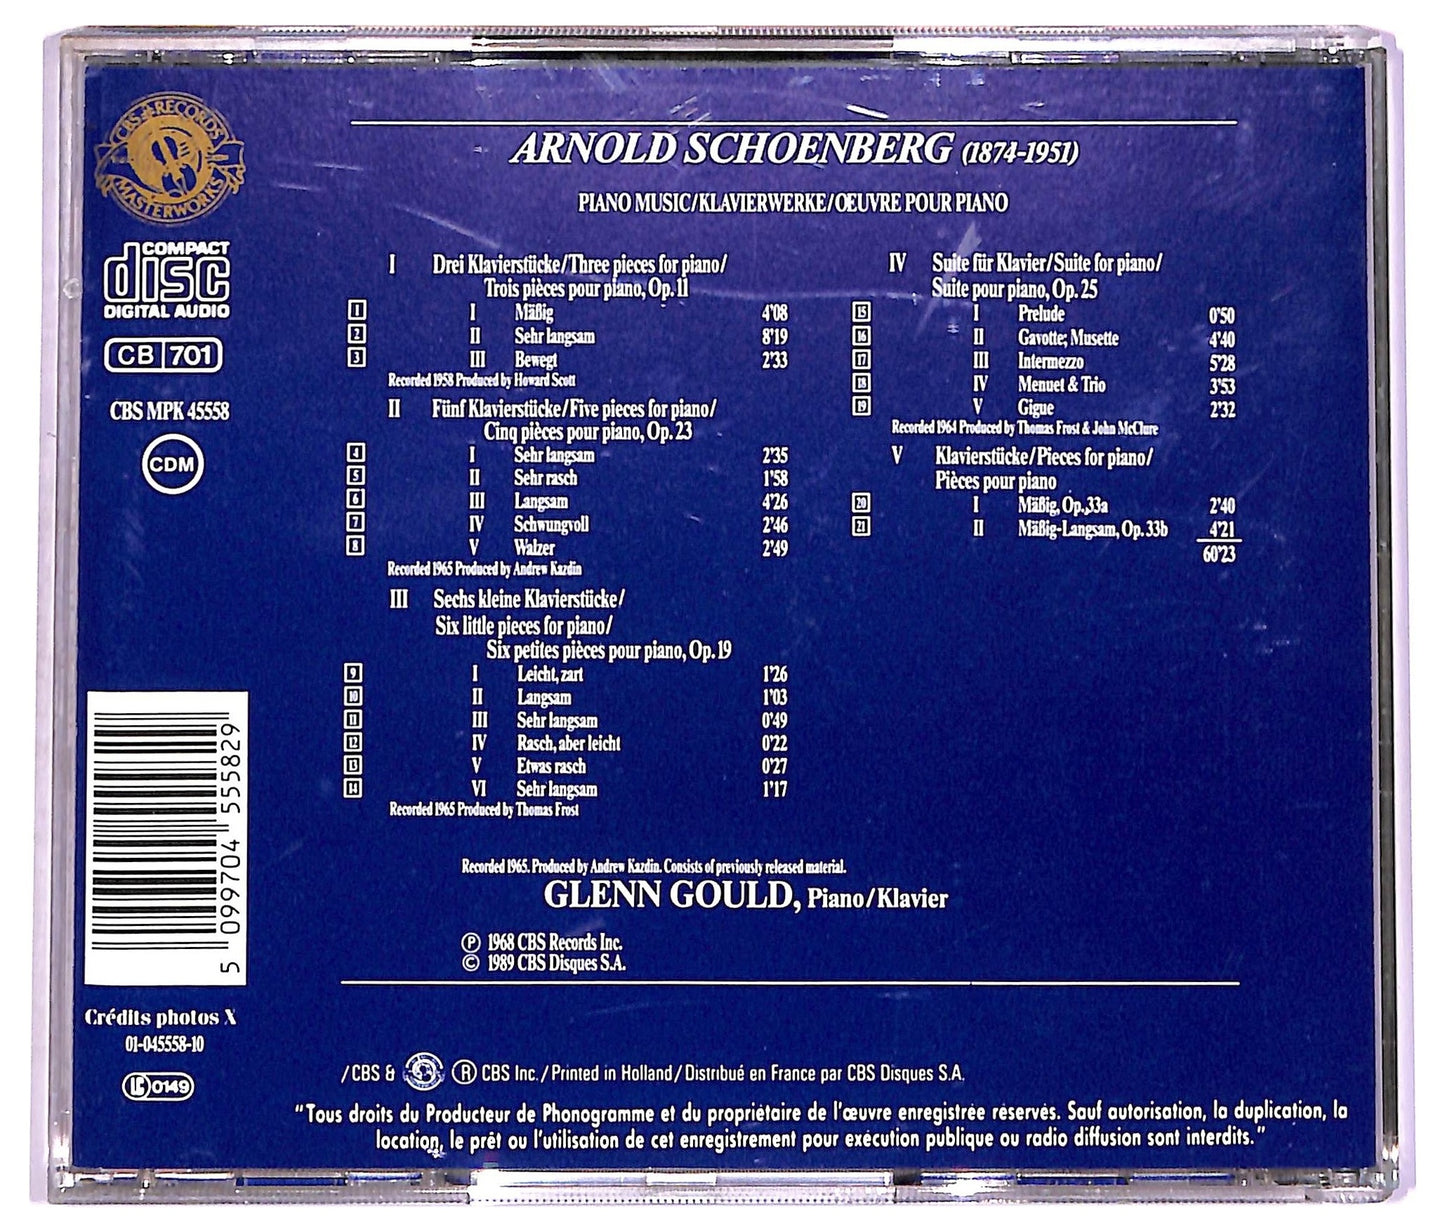 CBS RECORDS
MASTERWORKS
COMPACT
disc
DIGITAL AUDIO
CB 701
CBS MPK 45558
CDM
ARNOLD SCHOENBERG (1874-1951)
PIANO MUSIC/KLAVIERWERKE/ŒUVRE POUR PIANO
I Drei Klavierstücke/Three pieces for piano/
Trois pièces pour piano, Op. 11
1 I Mäßig 4'08
2 II Sehr langsam 8'19
3 III Bewegt 2'33
Recorded 1958 Produced by Howard Scott
II Fünf Klavierstücke/Five pieces for piano/
Cinq pièces pour piano, Op. 23
4 I Sehr langsam 2'35
5 II Sehr rasch 1'58
6 III Langsam 4'26
7 IV Schwungvoll 2'46
8 V Walzer 2'49
Recorded 1965 Produced by Andrew Kazdin
III Sechs kleine Klavierstücke/
Six little pieces for piano/
Six petites pièces pour piano, Op. 19
9 I Leicht, zart 1'26
10 II Langsam 1'03
11 III Sehr langsam 0'49
12 IV Rasch, aber leicht 0'22
13 V Etwas rasch 0'27
14 VI Sehr langsam 1'17
Recorded 1965 Produced by Thomas Frost
IV Suite für Klavier/Suite for piano/
Suite pour piano, Op. 25
15 I Prelude 0'50
16 II Gavotte; Musette 4'40
17 III Intermezzo 5'28
18 IV Menuet & Trio 3'53
19 V Gigue 2'32
Recorded 1964 Produced by Thomas Frost & John McClure
V Klavierstücke/Pieces for piano/
Pièces pour piano
20 I Mäßig, Op. 33a 2'40
21 II Mäßig-Langsam, Op. 33b 4'21
60'23
Recorded 1965. Produced by Andrew Kazdin. Consists of previously released material.
GLENN GOULD, Piano/Klavier
℗ 1968 CBS Records Inc.
© 1989 CBS Disques S.A.
5 099704 555829
Crédits photos X
01-045558-10
LC 0149
/CBS & ® CBS Inc./Printed in Holland/Distribué en France par CBS Disques S.A.
"Tous droits du Producteur de Phonogramme et du propriétaire de l'œuvre enregistrée réservés. Sauf autorisation, la duplication, la
location, le prêt ou l'utilisation de cet enregistrement pour exécution publique ou radio diffusion sont interdits."